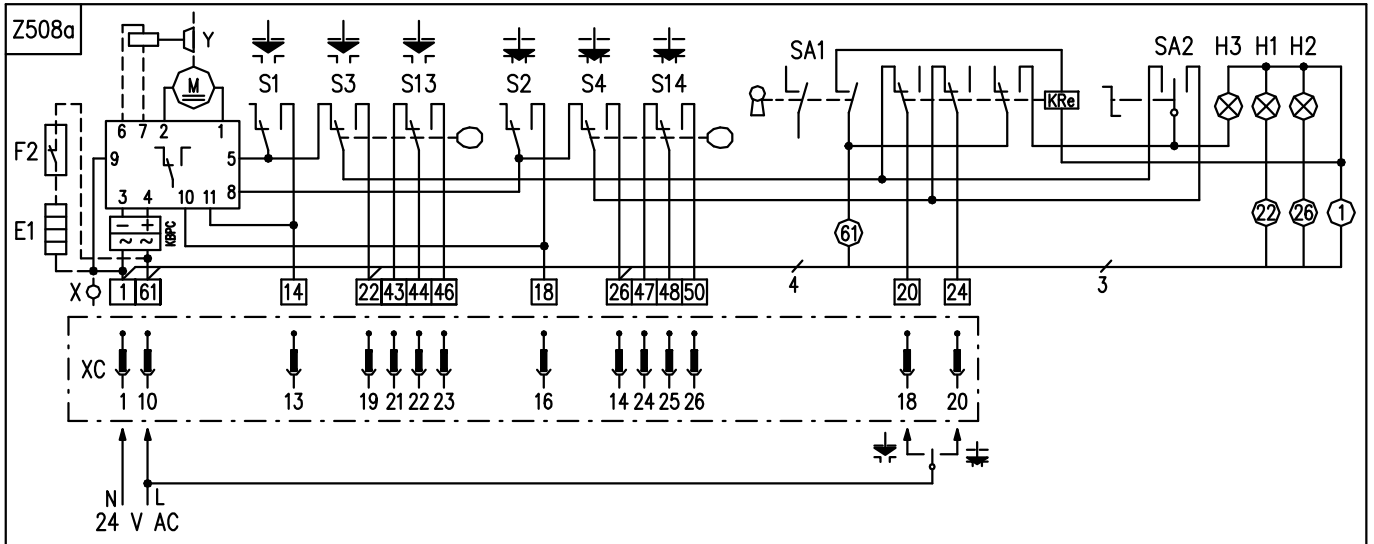 Z508a
Y
S1 S3 S13 S2 S4 S14 SA1 SA2 H3 H1 H2
M
KRe
6 7 2 1
F2
9 5
8
3 4 10 11
E1
- +
~ ~
KBPC
61 22 26 1
X
1 61 14 22 43 44 46 18 26 47 48 50 4 20 24 3
XC
1 10 13 19 21 22 23 16 14 24 25 26 18 20
N L
24 V AC